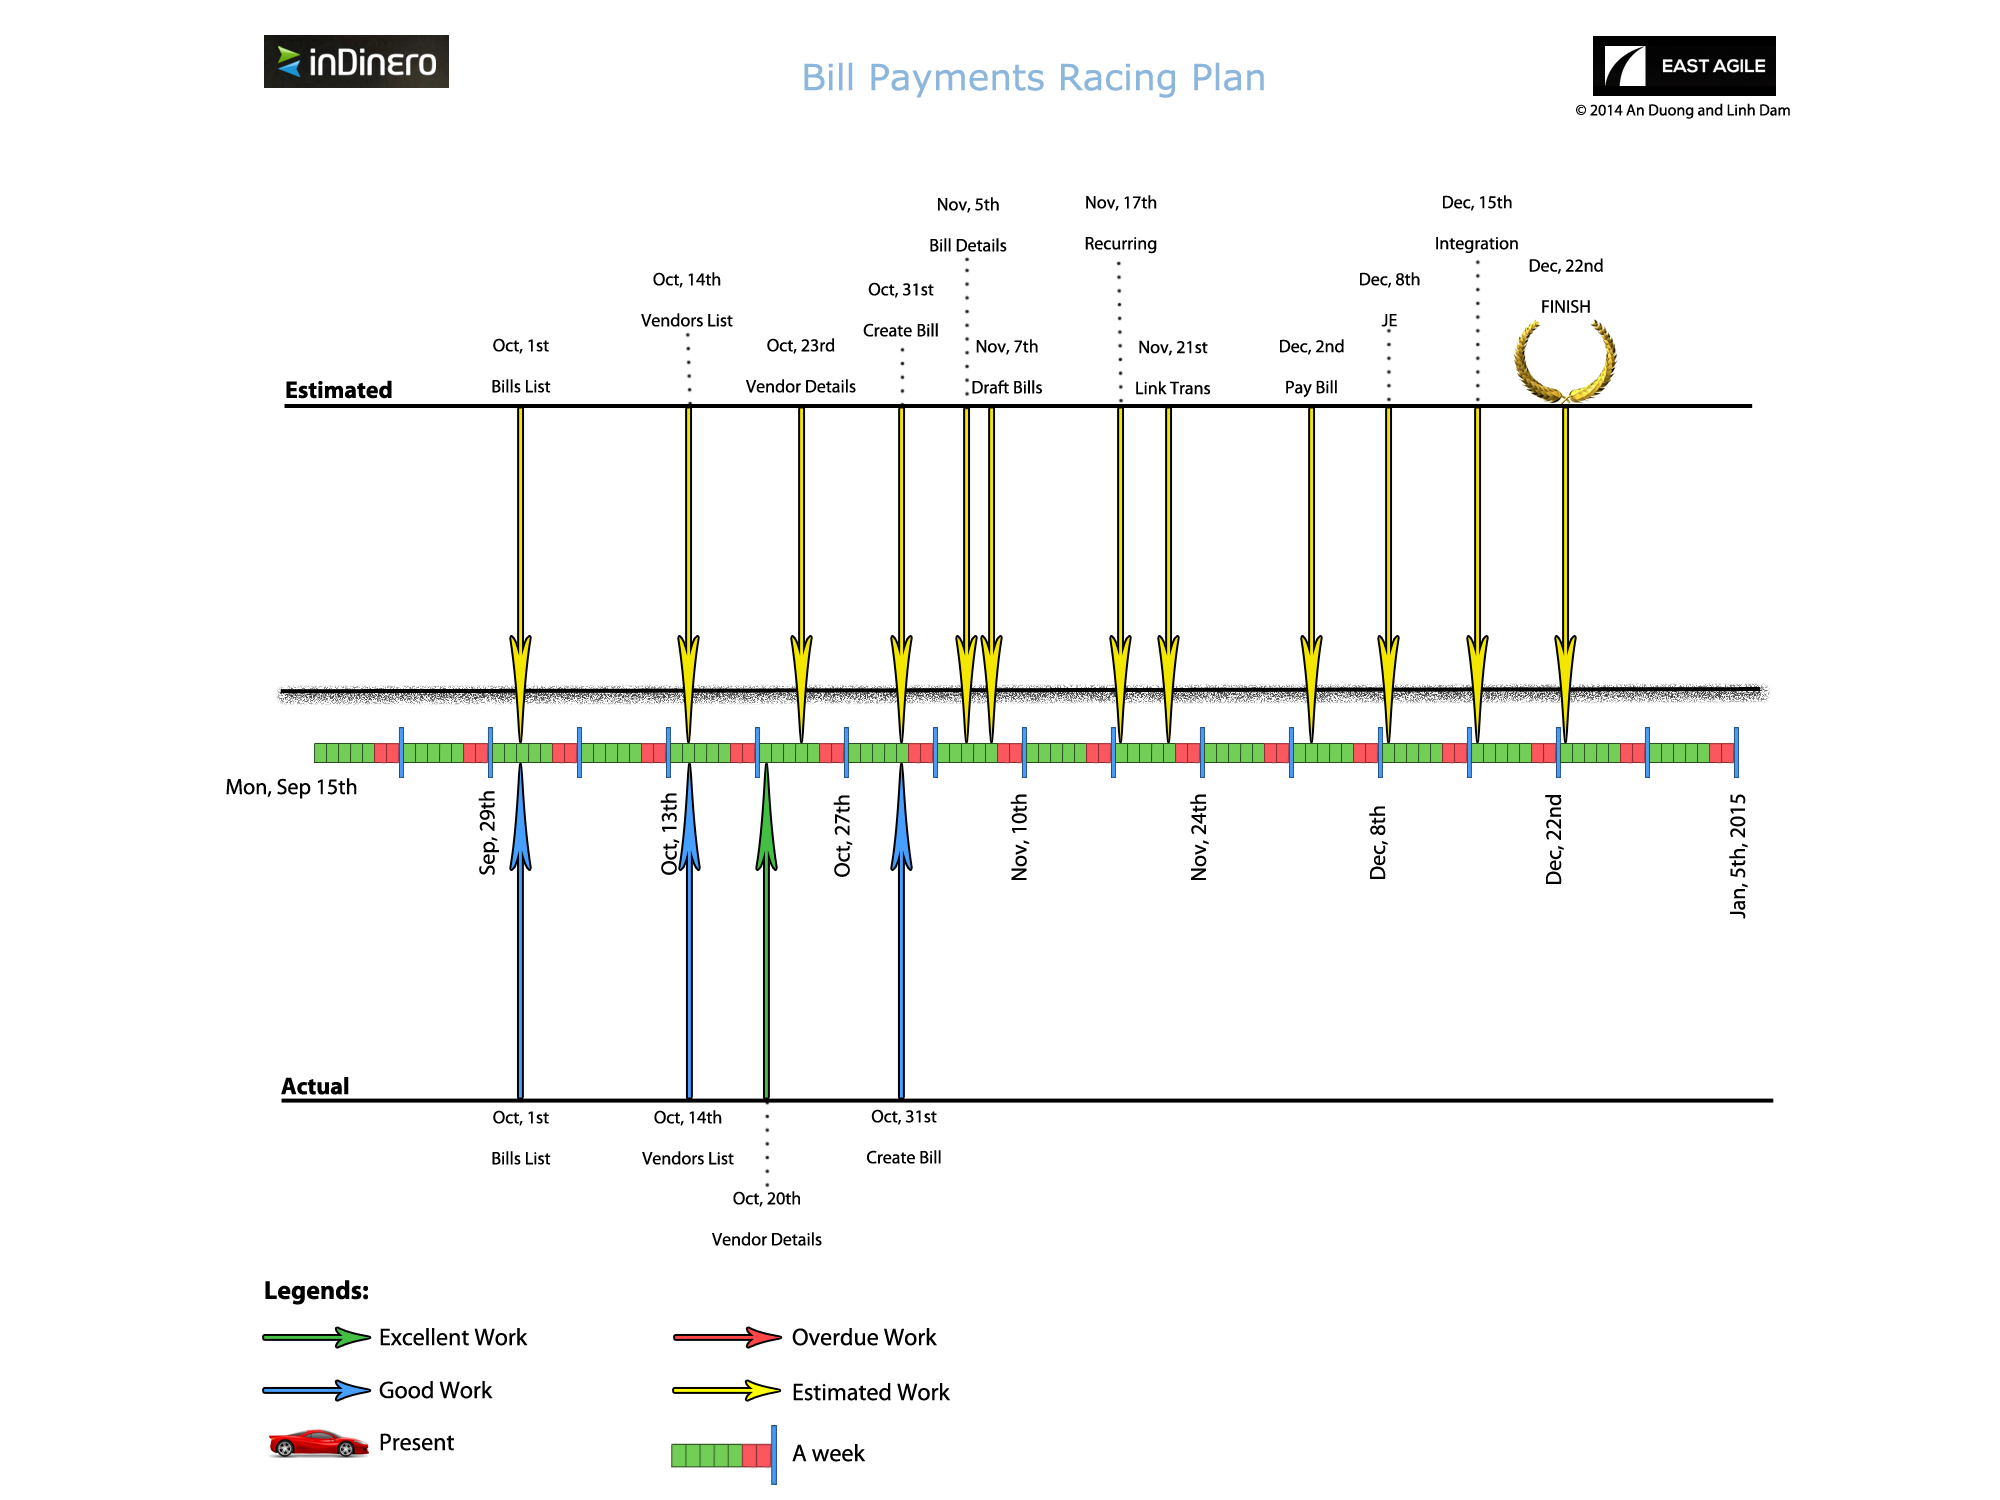 inDinero
Bill Payments Racing Plan
EAST AGILE
© 2014 An Duong and Linh Dam
Nov, 5th
Bill Details
Nov, 17th
Recurring
Dec, 15th
Integration
Dec, 22nd
FINISH
Oct, 14th
Vendors List
Oct, 31st
Create Bill
Dec, 8th
JE
Oct, 1st
Bills List
Oct, 23rd
Vendor Details
Nov, 7th
Draft Bills
Nov, 21st
Link Trans
Dec, 2nd
Pay Bill
Estimated
Mon, Sep 15th
Sep, 29th
Oct, 13th
Oct, 27th
Nov, 10th
Nov, 24th
Dec, 8th
Dec, 22nd
Jan, 5th, 2015
Actual
Oct, 1st
Bills List
Oct, 14th
Vendors List
Oct, 31st
Create Bill
Oct, 20th
Vendor Details
Legends:
Excellent Work
Overdue Work
Good Work
Estimated Work
Present
A week